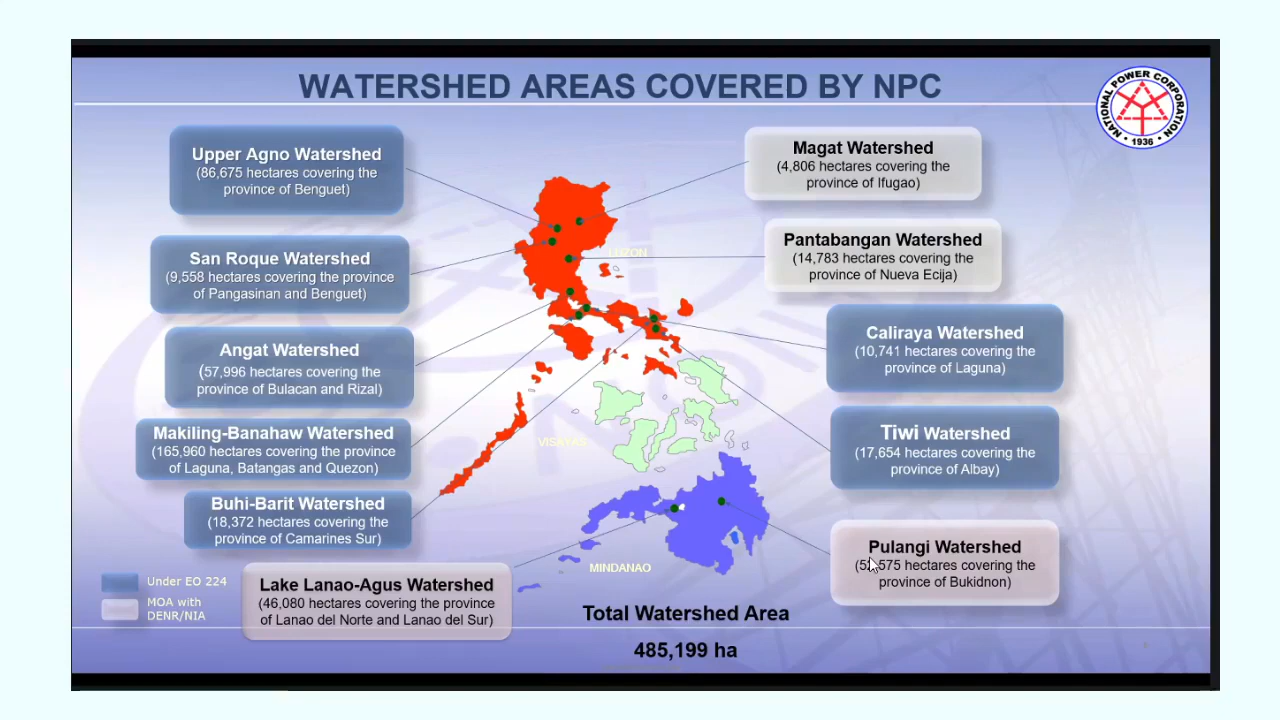 WATERSHED AREAS COVERED BY NPC
NATIONAL POWER CORPORATION
• 1936 •
Upper Agno Watershed
(86,675 hectares covering the
province of Benguet)
San Roque Watershed
(9,558 hectares covering the province
of Pangasinan and Benguet)
Angat Watershed
(57,996 hectares covering the
province of Bulacan and Rizal)
Makiling-Banahaw Watershed
(165,960 hectares covering the province
of Laguna, Batangas and Quezon)
Buhi-Barit Watershed
(18,372 hectares covering the
province of Camarines Sur)
Lake Lanao-Agus Watershed
(46,080 hectares covering the province
of Lanao del Norte and Lanao del Sur)
Under EO 224
MOA with
DENR/NIA
LUZON
VISAYAS
MINDANAO
Magat Watershed
(4,806 hectares covering the
province of Ifugao)
Pantabangan Watershed
(14,783 hectares covering the
province of Nueva Ecija)
Caliraya Watershed
(10,741 hectares covering the
province of Laguna)
Tiwi Watershed
(17,654 hectares covering the
province of Albay)
Pulangi Watershed
hectares covering the
province of Bukidnon)
Total Watershed Area
485,199 ha